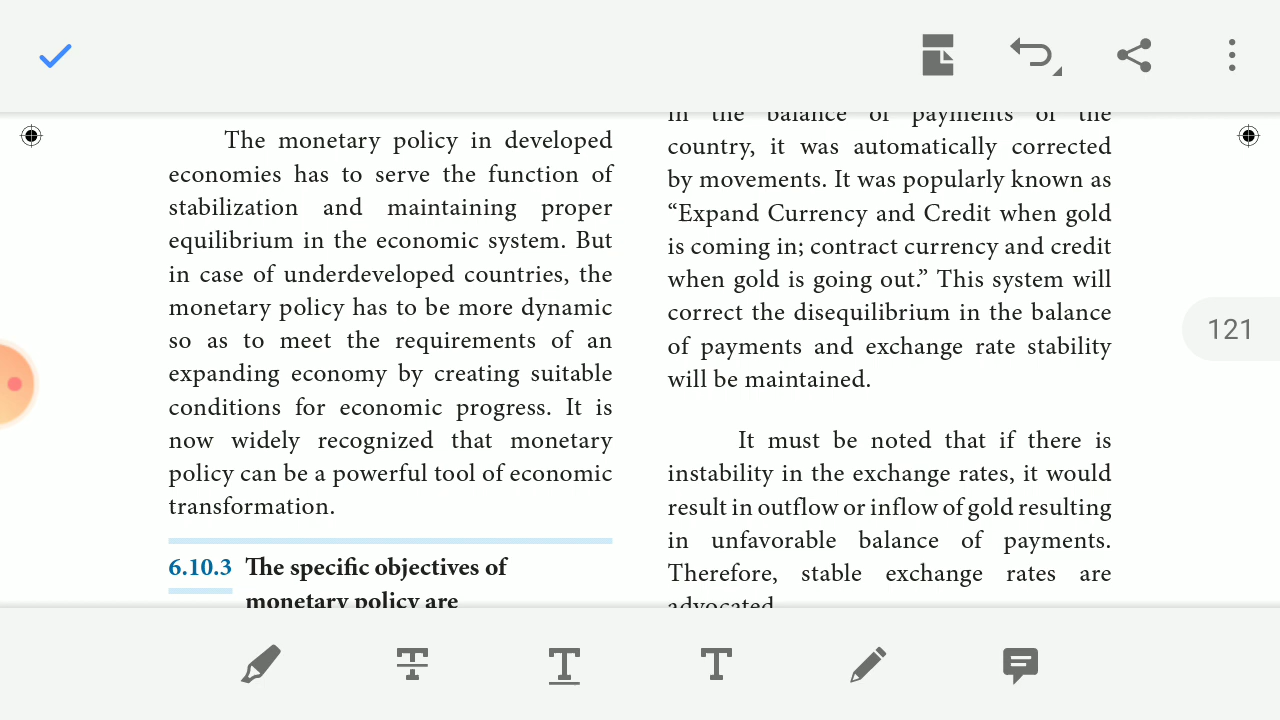 The monetary policy in developed
economies has to serve the function of
stabilization and maintaining proper
equilibrium in the economic system. But
in case of underdeveloped countries, the
monetary policy has to be more dynamic
so as to meet the requirements of an
expanding economy by creating suitable
conditions for economic progress. It is
now widely recognized that monetary
policy can be a powerful tool of economic
transformation.
6.10.3 The specific objectives of
monetary policy are
in the balance of payments of the
country, it was automatically corrected
by movements. It was popularly known as
“Expand Currency and Credit when gold
is coming in; contract currency and credit
when gold is going out.” This system will
correct the disequilibrium in the balance
of payments and exchange rate stability
will be maintained.
It must be noted that if there is
instability in the exchange rates, it would
result in outflow or inflow of gold resulting
in unfavorable balance of payments.
Therefore, stable exchange rates are
advocated.
121